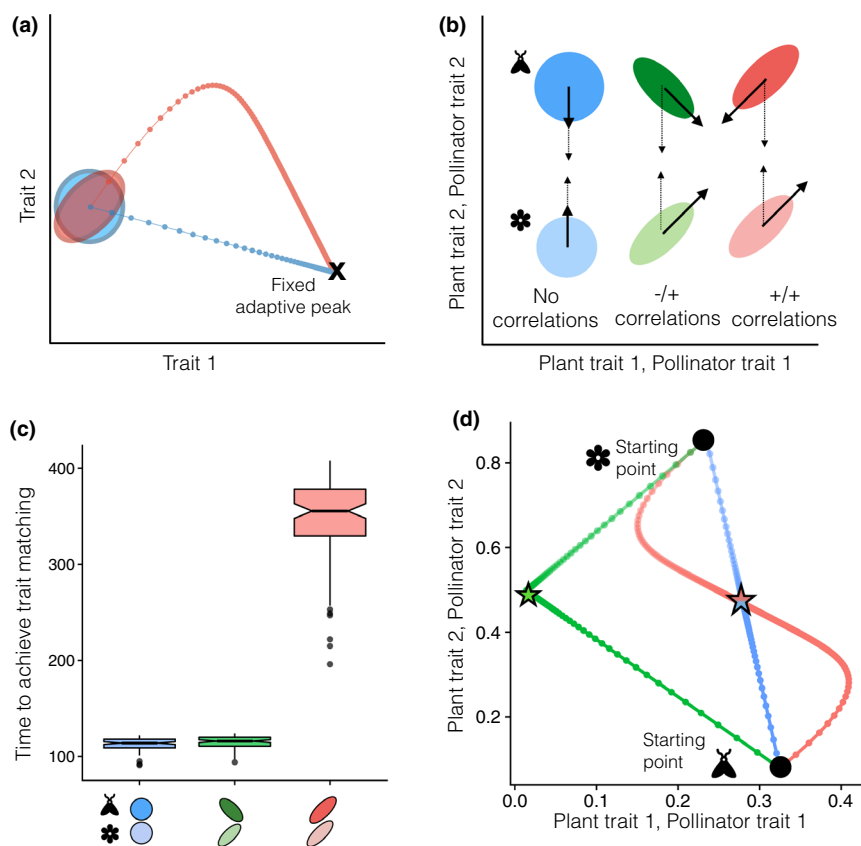 (a)
Trait 2
X
Fixed
adaptive peak
Trait 1
(b)
Plant trait 2, Pollinator trait 2
No
correlations
-/+
correlations
+/+
correlations
Plant trait 1, Pollinator trait 1
(c)
Time to achieve trait matching
400
300
200
100
(d)
Plant trait 2, Pollinator trait 2
0.8
0.6
0.4
0.2
Starting
point
Starting
point
0.0 0.1 0.2 0.3 0.4
Plant trait 1, Pollinator trait 1